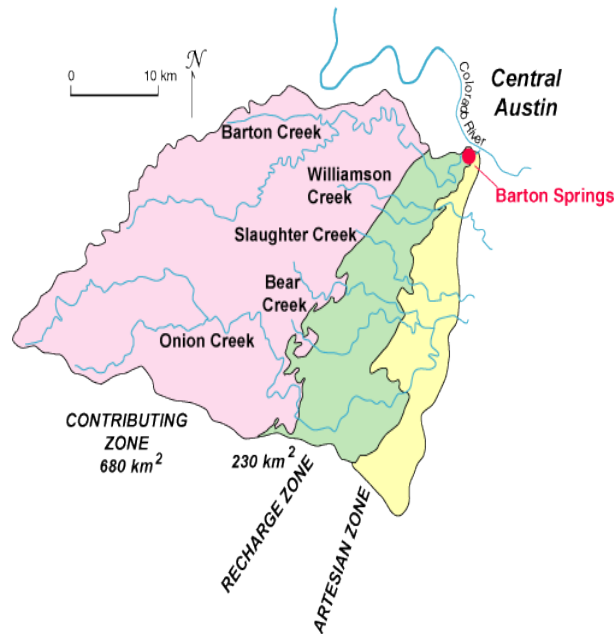 N
0 10 km
Colorado River
Central
Austin
Barton Creek
Barton Springs
Williamson
Creek
Slaughter Creek
Bear
Creek
Onion Creek
CONTRIBUTING
ZONE
680 km²
230 km²
RECHARGE ZONE
ARTESIAN ZONE